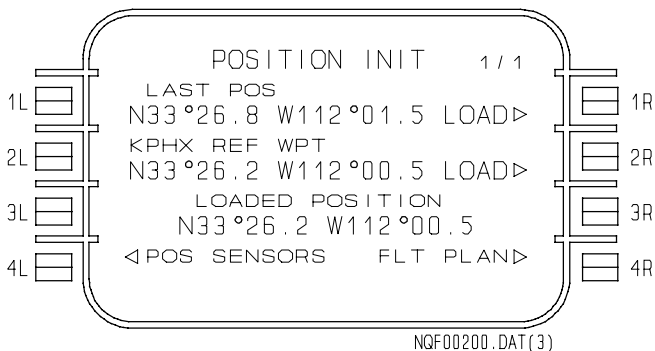 POSITION INIT 1/1
LAST POS
1L N33°26.8 W112°01.5 LOAD▷ 1R
KPHX REF WPT
2L N33°26.2 W112°00.5 LOAD▷ 2R
LOADED POSITION
3L N33°26.2 W112°00.5 3R
4L ◁POS SENSORS FLT PLAN▷ 4R
NQF00200.DAT(3)